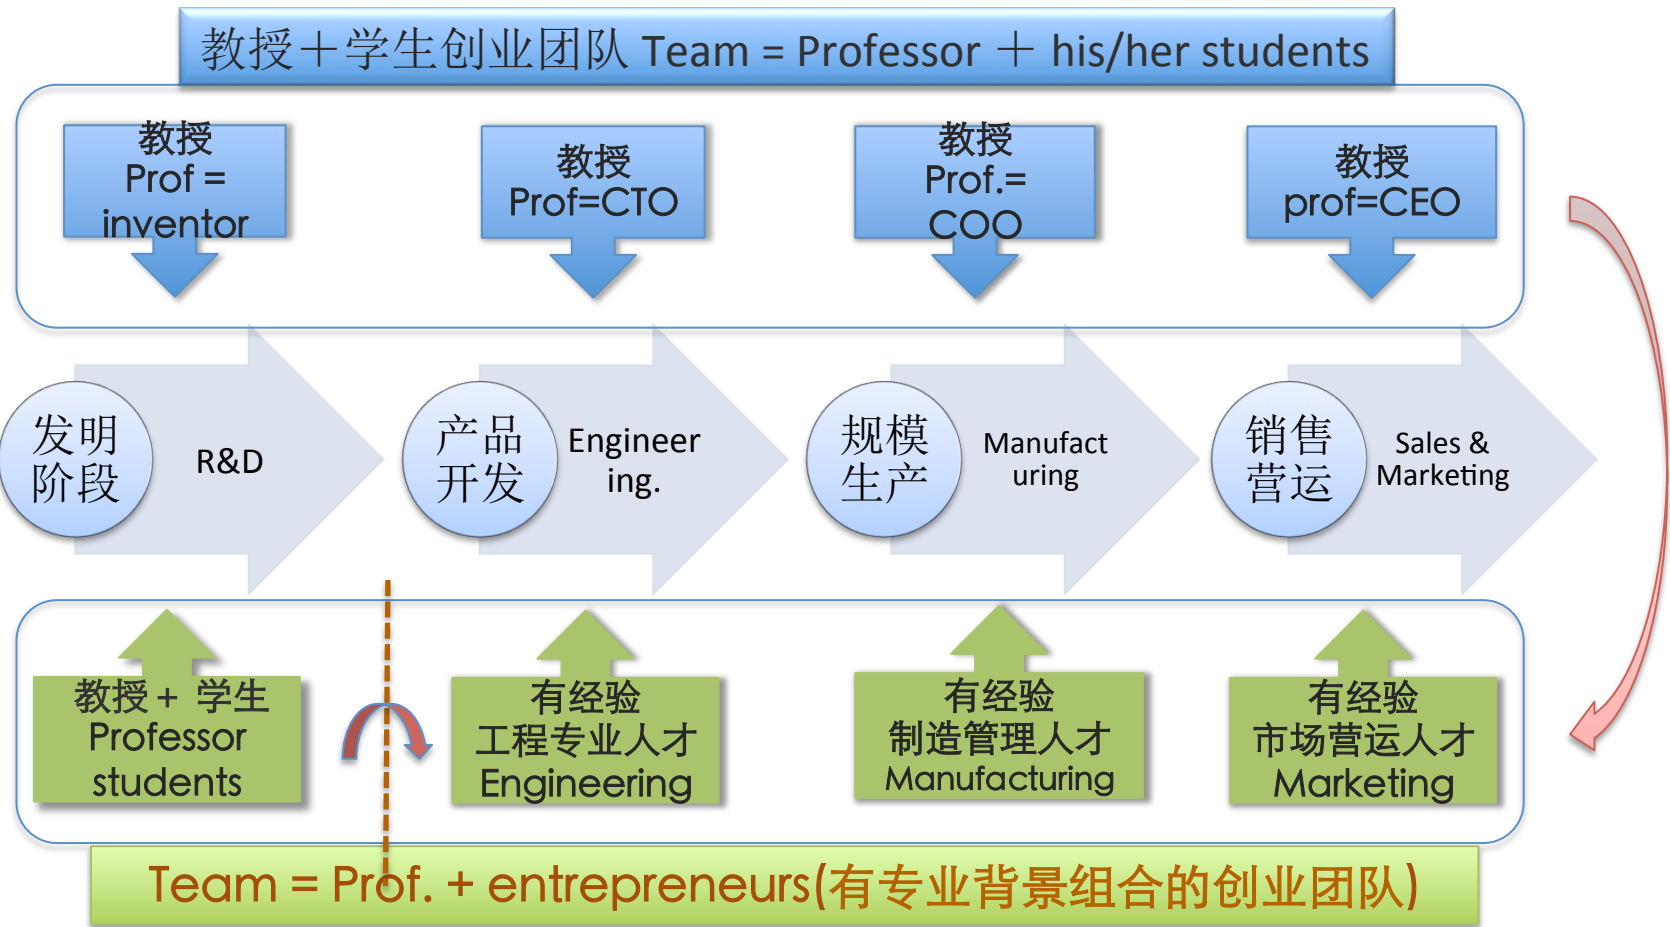 教授＋学生创业团队 Team = Professor ＋ his/her students
教授
Prof =
inventor
教授
Prof=CTO
教授
Prof.=
COO
教授
prof=CEO
发明
阶段
R&D
产品
开发
Engineer
ing.
规模
生产
Manufact
uring
销售
营运
Sales &
Marketing
教授 + 学生
Professor
students
有经验
工程专业人才
Engineering
有经验
制造管理人才
Manufacturing
有经验
市场营运人才
Marketing
Team = Prof. + entrepreneurs(有专业背景组合的创业团队)